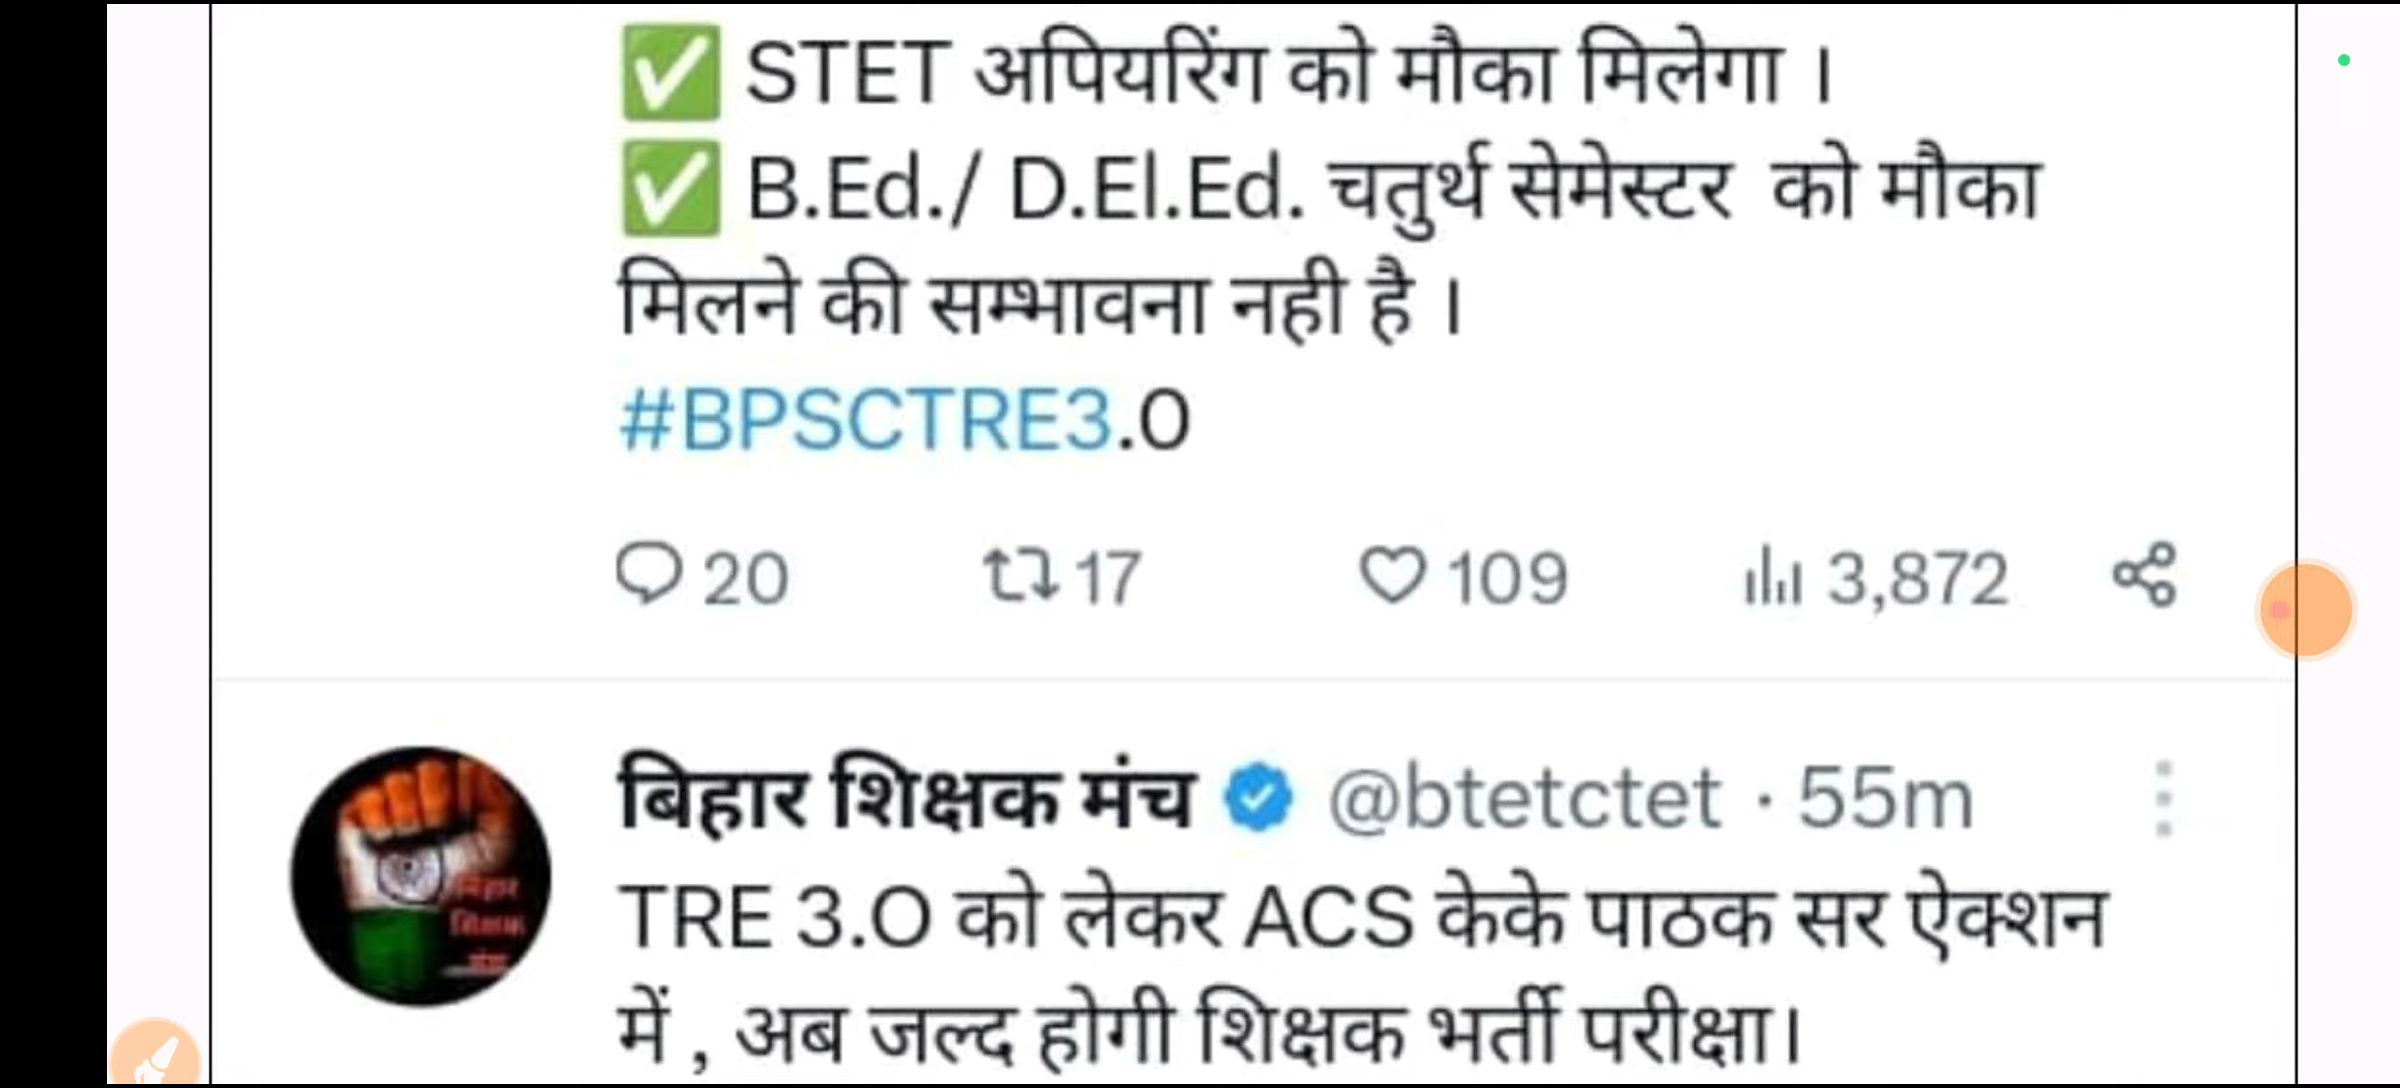 ✅ STET अपियरिंग को मौका मिलेगा ।
✅ B.Ed./ D.El.Ed. चतुर्थ सेमेस्टर को मौका
मिलने की सम्भावना नही है ।
#BPSCTRE3.O
20 17 109 3,872
बिहार शिक्षक मंच @btetctet · 55m
बिहार
शिक्षक
मंच
TRE 3.O को लेकर ACS केके पाठक सर ऐक्शन
में , अब जल्द होगी शिक्षक भर्ती परीक्षा।